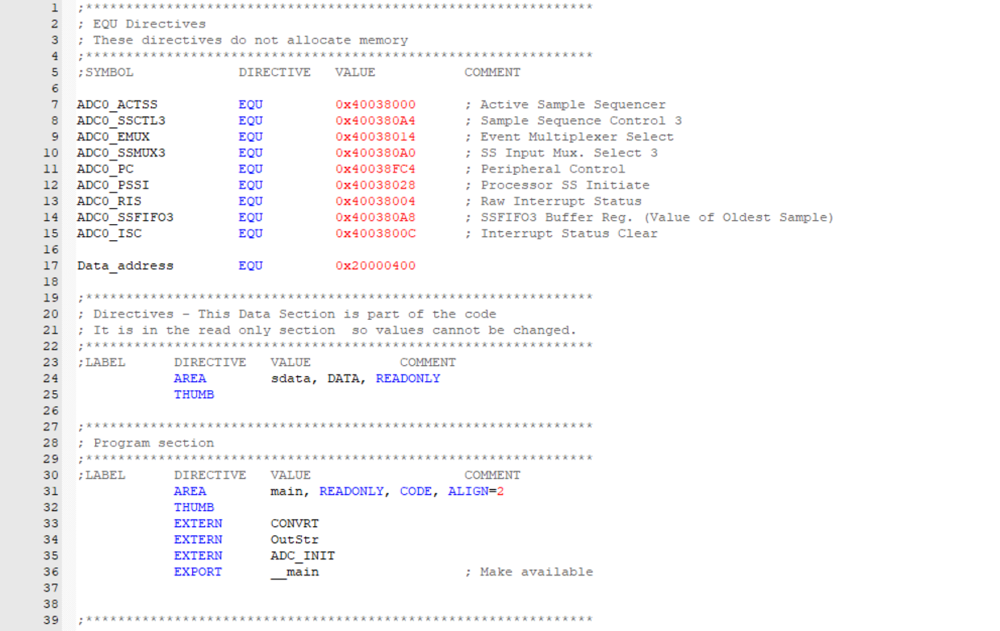 1 ;***************************************************************
2 ; EQU Directives
3 ; These directives do not allocate memory
4 ;***************************************************************
5 ;SYMBOL DIRECTIVE VALUE COMMENT
6
7 ADC0_ACTSS EQU 0x40038000 ; Active Sample Sequencer
8 ADC0_SSCTL3 EQU 0x400380A4 ; Sample Sequence Control 3
9 ADC0_EMUX EQU 0x40038014 ; Event Multiplexer Select
10 ADC0_SSMUX3 EQU 0x400380A0 ; SS Input Mux. Select 3
11 ADC0_PC EQU 0x40038FC4 ; Peripheral Control
12 ADC0_PSSI EQU 0x40038028 ; Processor SS Initiate
13 ADC0_RIS EQU 0x40038004 ; Raw Interrupt Status
14 ADC0_SSFIFO3 EQU 0x400380A8 ; SSFIFO3 Buffer Reg. (Value of Oldest Sample)
15 ADC0_ISC EQU 0x4003800C ; Interrupt Status Clear
16
17 Data_address EQU 0x20000400
18
19 ;***************************************************************
20 ; Directives - This Data Section is part of the code
21 ; It is in the read only section  so values cannot be changed.
22 ;***************************************************************
23 ;LABEL DIRECTIVE VALUE COMMENT
24 AREA sdata, DATA, READONLY
25 THUMB
26
27 ;***************************************************************
28 ; Program section
29 ;***************************************************************
30 ;LABEL DIRECTIVE VALUE COMMENT
31 AREA main, READONLY, CODE, ALIGN=2
32 THUMB
33 EXTERN CONVRT
34 EXTERN OutStr
35 EXTERN ADC_INIT
36 EXPORT __main ; Make available
37
38
39 ;***************************************************************